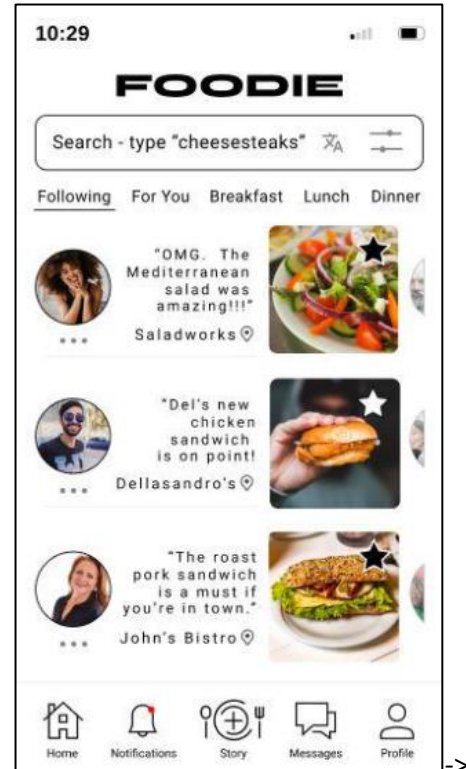 10:29
FOODIE
Search - type "cheesesteaks" 文A
Following For You Breakfast Lunch Dinner
"OMG. The
Mediterranean
salad was
amazing!!!"
Saladworks
"Del's new
chicken
sandwich
is on point!
Dellasandro's
"The roast
pork sandwich
is a must if
you're in town."
John's Bistro
Home Notifications Story Messages Profile
->